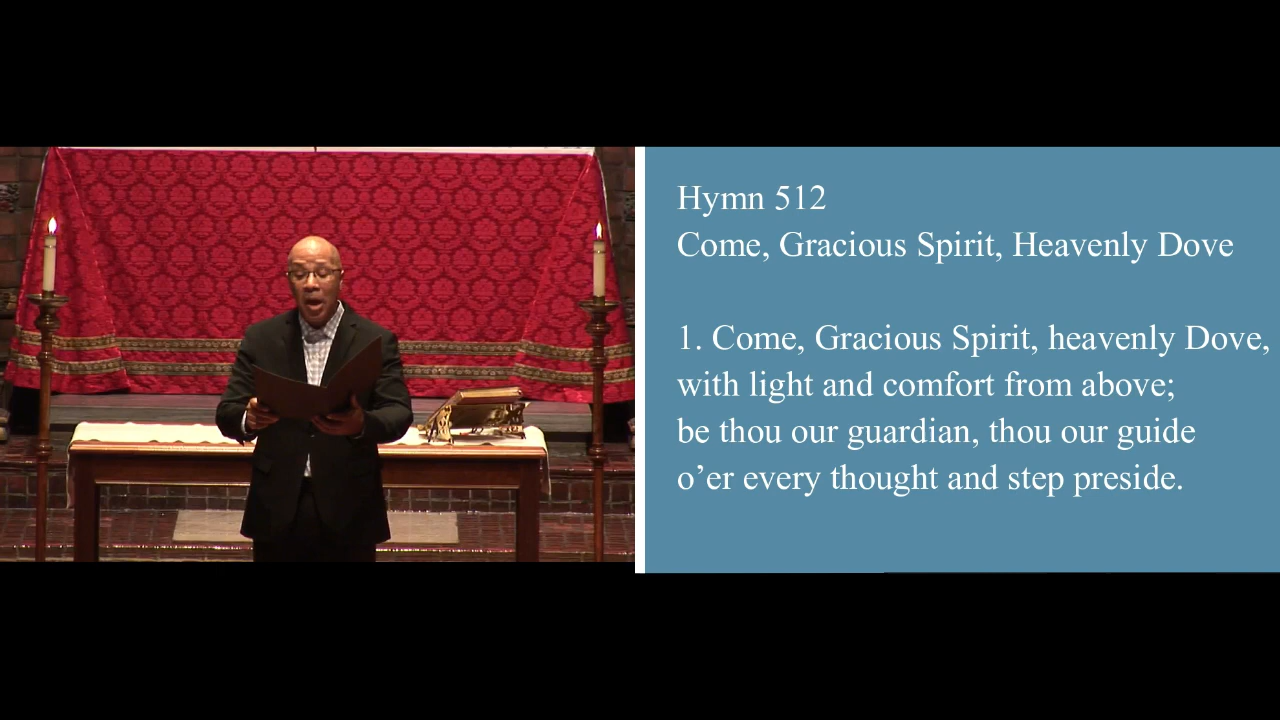 Hymn 512
Come, Gracious Spirit, Heavenly Dove
1. Come, Gracious Spirit, heavenly Dove,
with light and comfort from above;
be thou our guardian, thou our guide
o’er every thought and step preside.